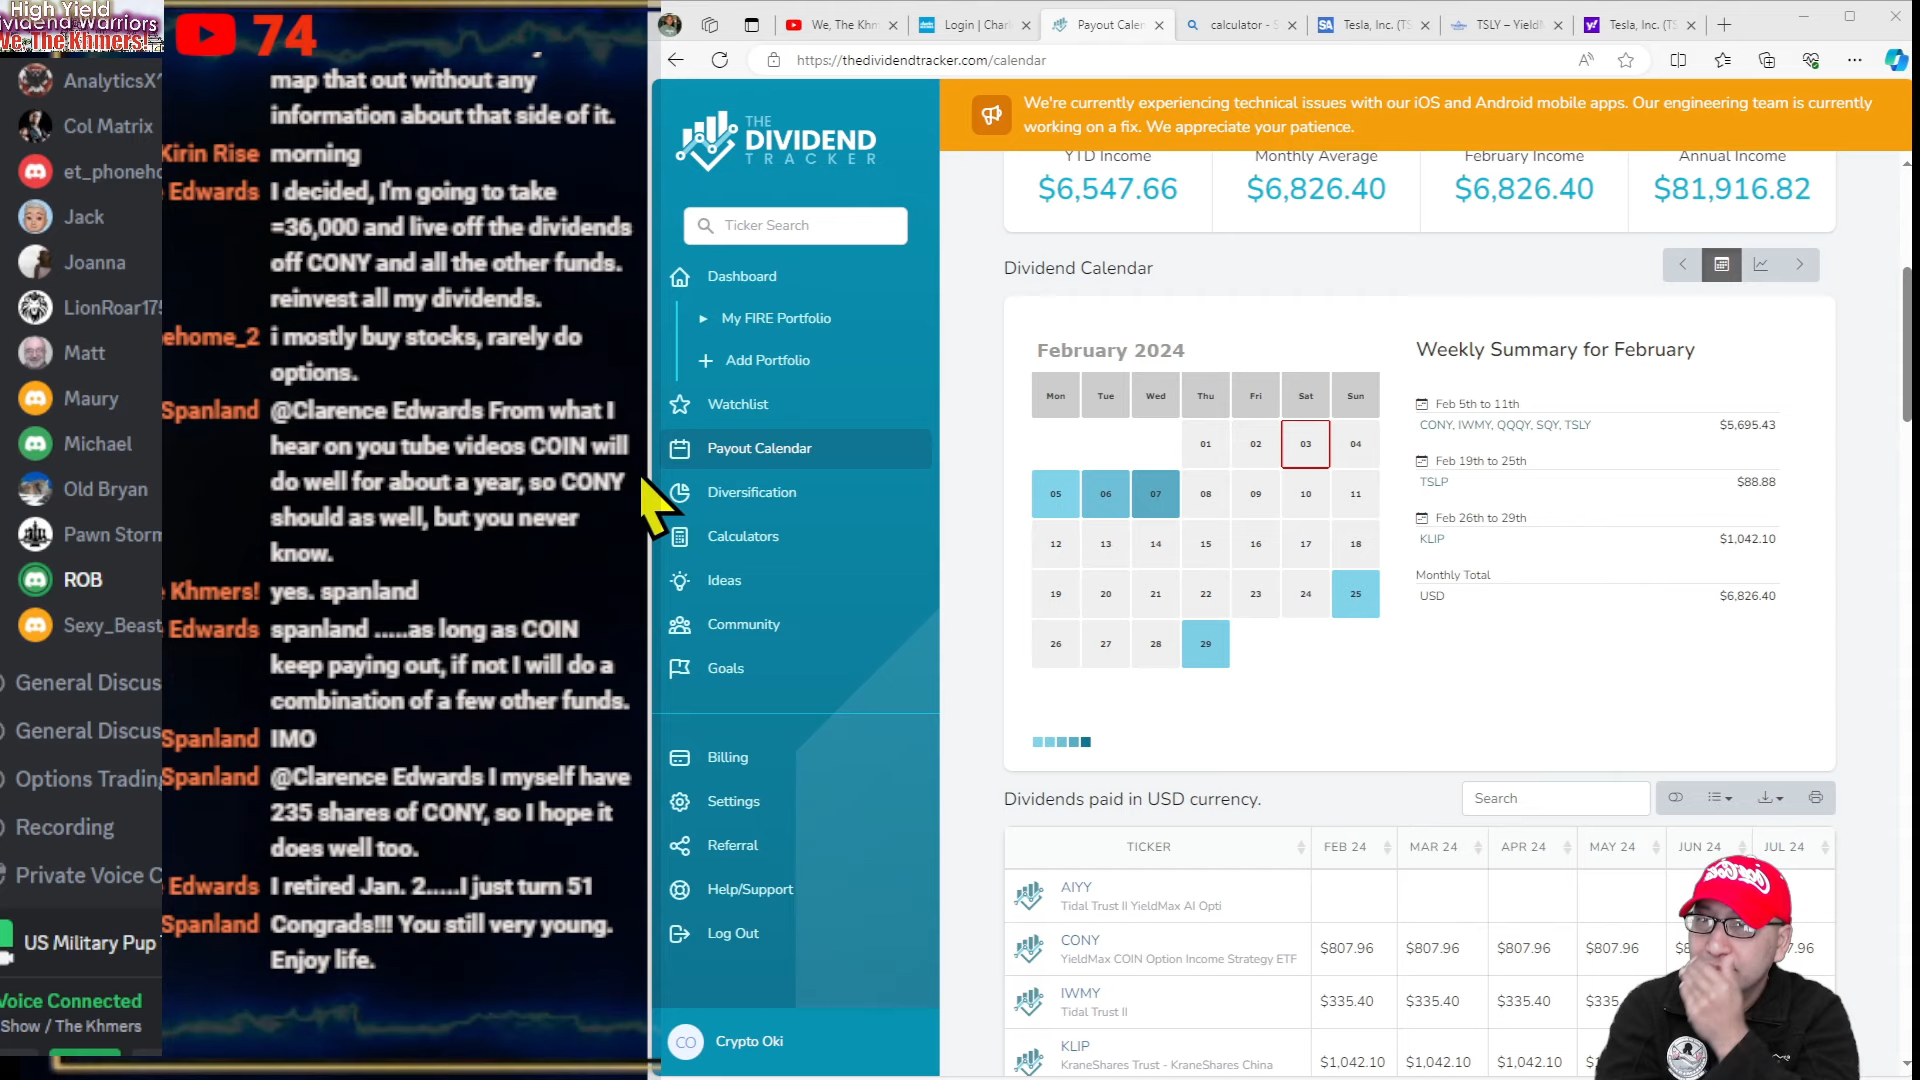 High Yield
Dividend Warriors
We, The Khmers!
AnalyticsX
Col Matrix
et_phoneho
Jack
Joanna
LionRoar175
Matt
Maury
Michael
Old Bryan
Pawn Storm
ROB
Sexy_Beast
General Discus
General Discus
Options Trading
Recording
Private Voice C
US Military Pup
Voice Connected
Show / The Khmers
74
map that out without any
information about that side of it.
Kirin Rise morning
Edwards I decided, I'm going to take
=36,000 and live off the dividends
off CONY and all the other funds.
reinvest all my dividends.
ehome_2 i mostly buy stocks, rarely do
options.
Spanland @Clarence Edwards From what I
hear on you tube videos COIN will
do well for about a year, so CONY
should as well, but you never
know.
Khmers! yes. spanland
Edwards spanland .....as long as COIN
keep paying out, if not I will do a
combination of a few other funds.
Spanland IMO
Spanland @Clarence Edwards I myself have
235 shares of CONY, so I hope it
does well too.
Edwards I retired Jan. 2.....I just turn 51
Spanland Congrads!!! You still very young.
Enjoy life.
We, The Khm
Login | Char
Payout Calen
calculator - S
Tesla, Inc. (TS
TSLY – YieldM
Tesla, Inc. (TS
https://thedividendtracker.com/calendar
THE
DIVIDEND
TRACKER
Ticker Search
Dashboard
My FIRE Portfolio
Add Portfolio
Watchlist
Payout Calendar
Diversification
Calculators
Ideas
Community
Goals
Billing
Settings
Referral
Help/Support
Log Out
CO Crypto Oki
We're currently experiencing technical issues with our iOS and Android mobile apps. Our engineering team is currently
working on a fix. We appreciate your patience.
YTD Income Monthly Average February Income Annual Income
$6,547.66 $6,826.40 $6,826.40 $81,916.82
Dividend Calendar
February 2024
Mon Tue Wed Thu Fri Sat Sun
01 02 03 04
05 06 07 08 09 10 11
12 13 14 15 16 17 18
19 20 21 22 23 24 25
26 27 28 29
Weekly Summary for February
Feb 5th to 11th
CONY, IWMY, QQQY, SQY, TSLY $5,695.43
Feb 19th to 25th
TSLP $88.88
Feb 26th to 29th
KLIP $1,042.10
Monthly Total
USD $6,826.40
Dividends paid in USD currency.
Search
TICKER FEB 24 MAR 24 APR 24 MAY 24 JUN 24 JUL 24
AIYY
Tidal Trust II YieldMax AI Opti
CONY $807.96 $807.96 $807.96 $807.96 $8 7.96
YieldMax COIN Option Income Strategy ETF
IWMY $335.40 $335.40 $335.40 $335
Tidal Trust II
KLIP $1,042.10 $1,042.10 $1,042.10 $1
KraneShares Trust - KraneShares China
Coca-Cola